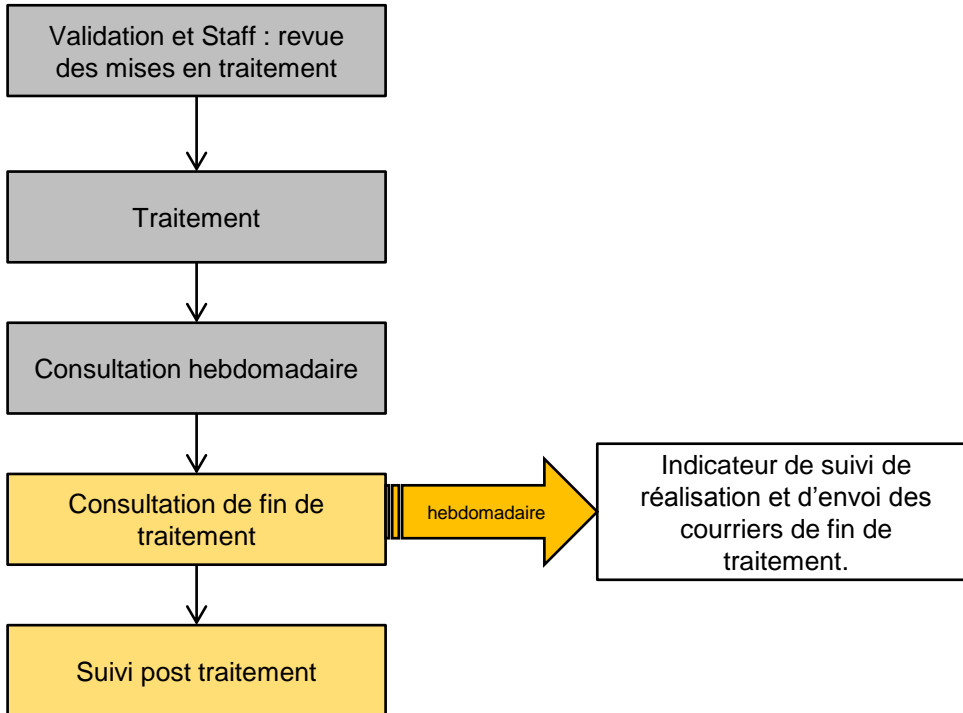 Validation et Staff : revue
des mises en traitement
Traitement
Consultation hebdomadaire
Consultation de fin de
traitement
hebdomadaire
Indicateur de suivi de
réalisation et d’envoi des
courriers de fin de
traitement.
Suivi post traitement